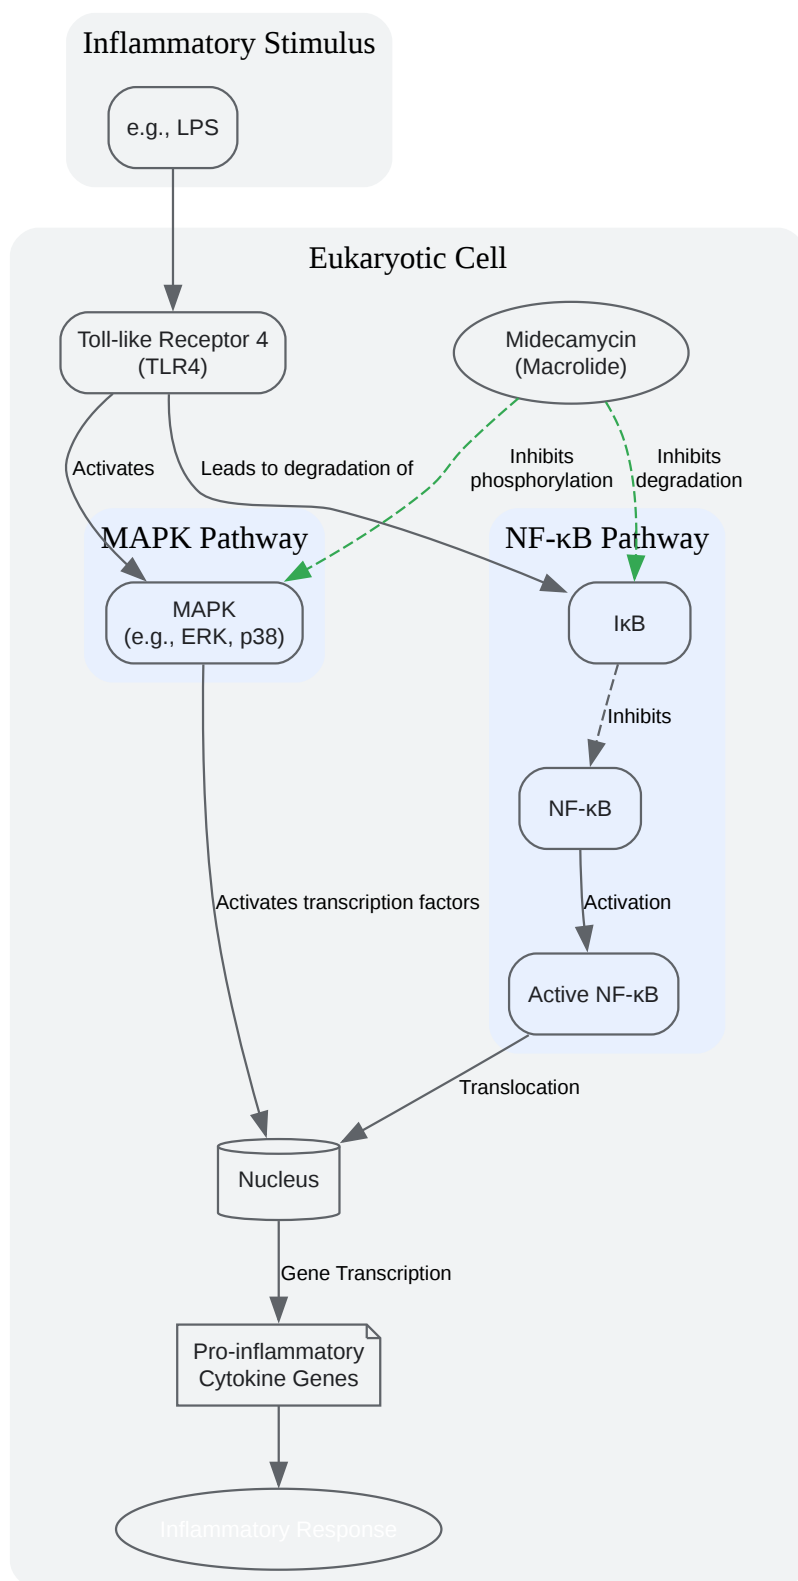 Inflammatory Stimulus
e.g., LPS
Eukaryotic Cell
Toll-like Receptor 4
(TLR4)
Midecamycin
(Macrolide)
Activates
Leads to degradation of
Inhibits
phosphorylation
Inhibits
degradation
MAPK Pathway
NF-κB Pathway
MAPK
(e.g., ERK, p38)
IκB
Inhibits
NF-κB
Activates transcription factors
Activation
Active NF-κB
Translocation
Nucleus
Gene Transcription
Pro-inflammatory
Cytokine Genes
Inflammatory Response